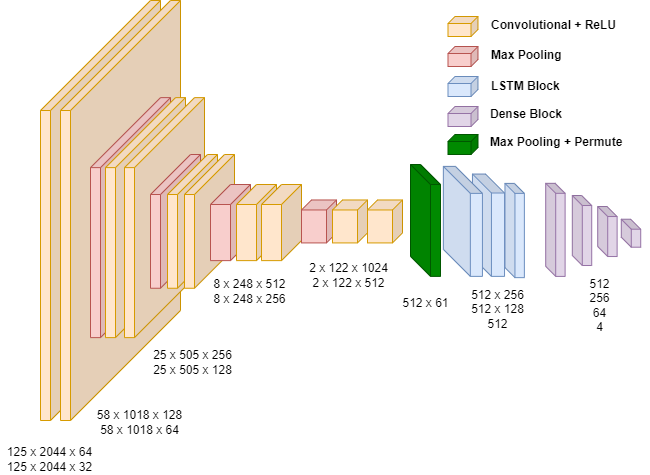 Convolutional + ReLU
Max Pooling
LSTM Block
Dense Block
Max Pooling + Permute
2 x 122 x 1024
2 x 122 x 512
8 x 248 x 512
8 x 248 x 256
512 x 61
512 x 256
512 x 128
512
512
256
64
4
25 x 505 x 256
25 x 505 x 128
58 x 1018 x 128
58 x 1018 x 64
125 x 2044 x 64
125 x 2044 x 32